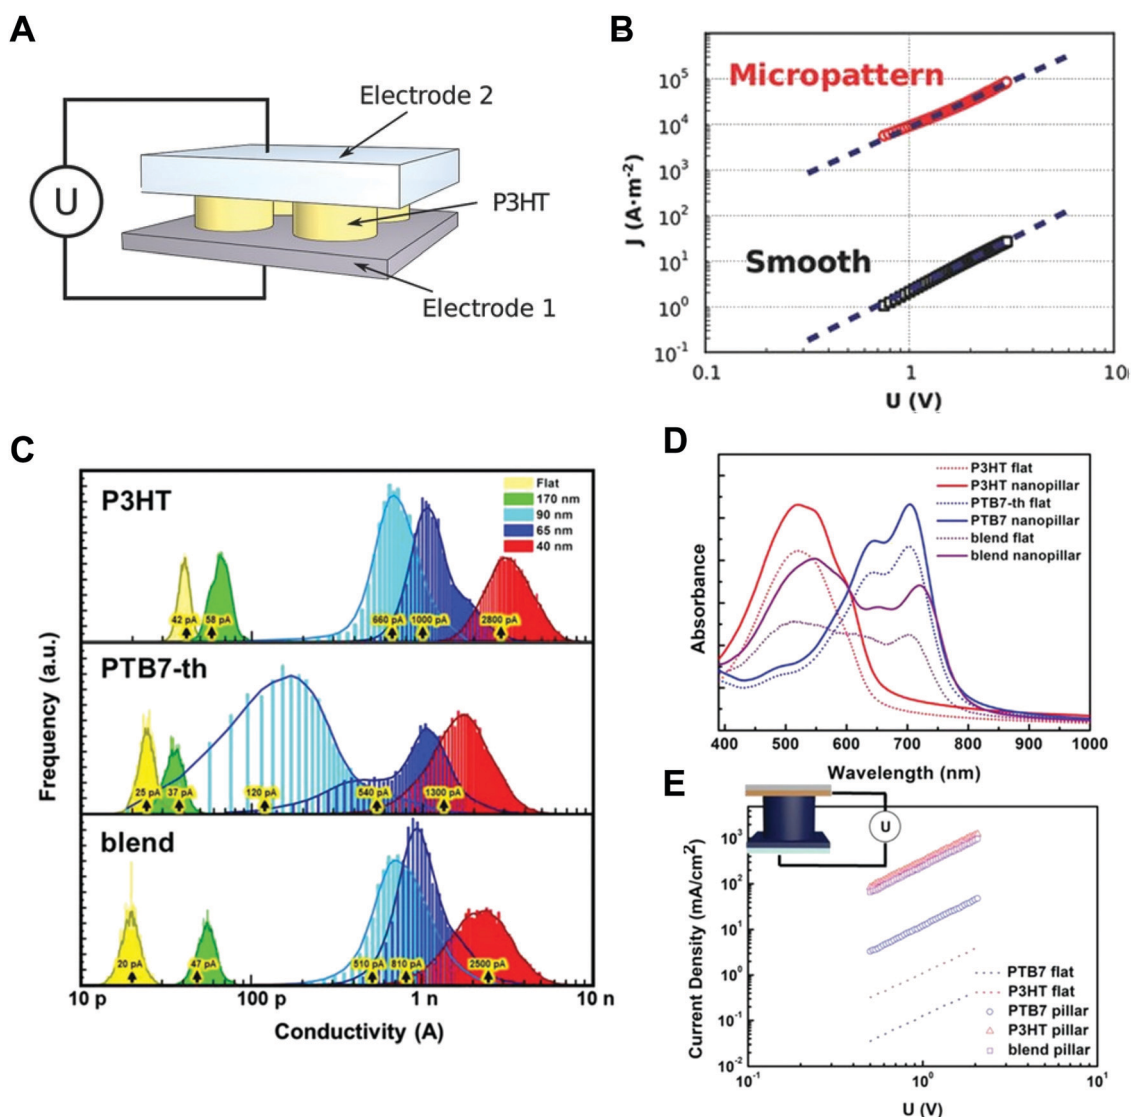 A
Electrode 2
U
P3HT
Electrode 1
B
10^5
10^4
10^3
10^2
10^1
10^0
10^-1
J (A·m^-2)
Micropattern
Smooth
0.1
1
10
U (V)
C
P3HT
Flat
170 nm
90 nm
65 nm
40 nm
42 pA
58 pA
660 pA
1000 pA
2800 pA
PTB7-th
25 pA
37 pA
120 pA
540 pA
1300 pA
blend
20 pA
47 pA
510 pA
810 pA
2500 pA
Frequency (a.u.)
10 p
100 p
1 n
10 n
Conductivity (A)
D
P3HT flat
P3HT nanopillar
PTB7-th flat
PTB7 nanopillar
blend flat
blend nanopillar
Absorbance
400
500
600
700
800
900
1000
Wavelength (nm)
E
U
10^3
10^2
10^1
10^0
10^-1
10^-2
Current Density (mA/cm^2)
PTB7 flat
P3HT flat
PTB7 pillar
P3HT pillar
blend pillar
10^-1
10^0
10^1
U (V)